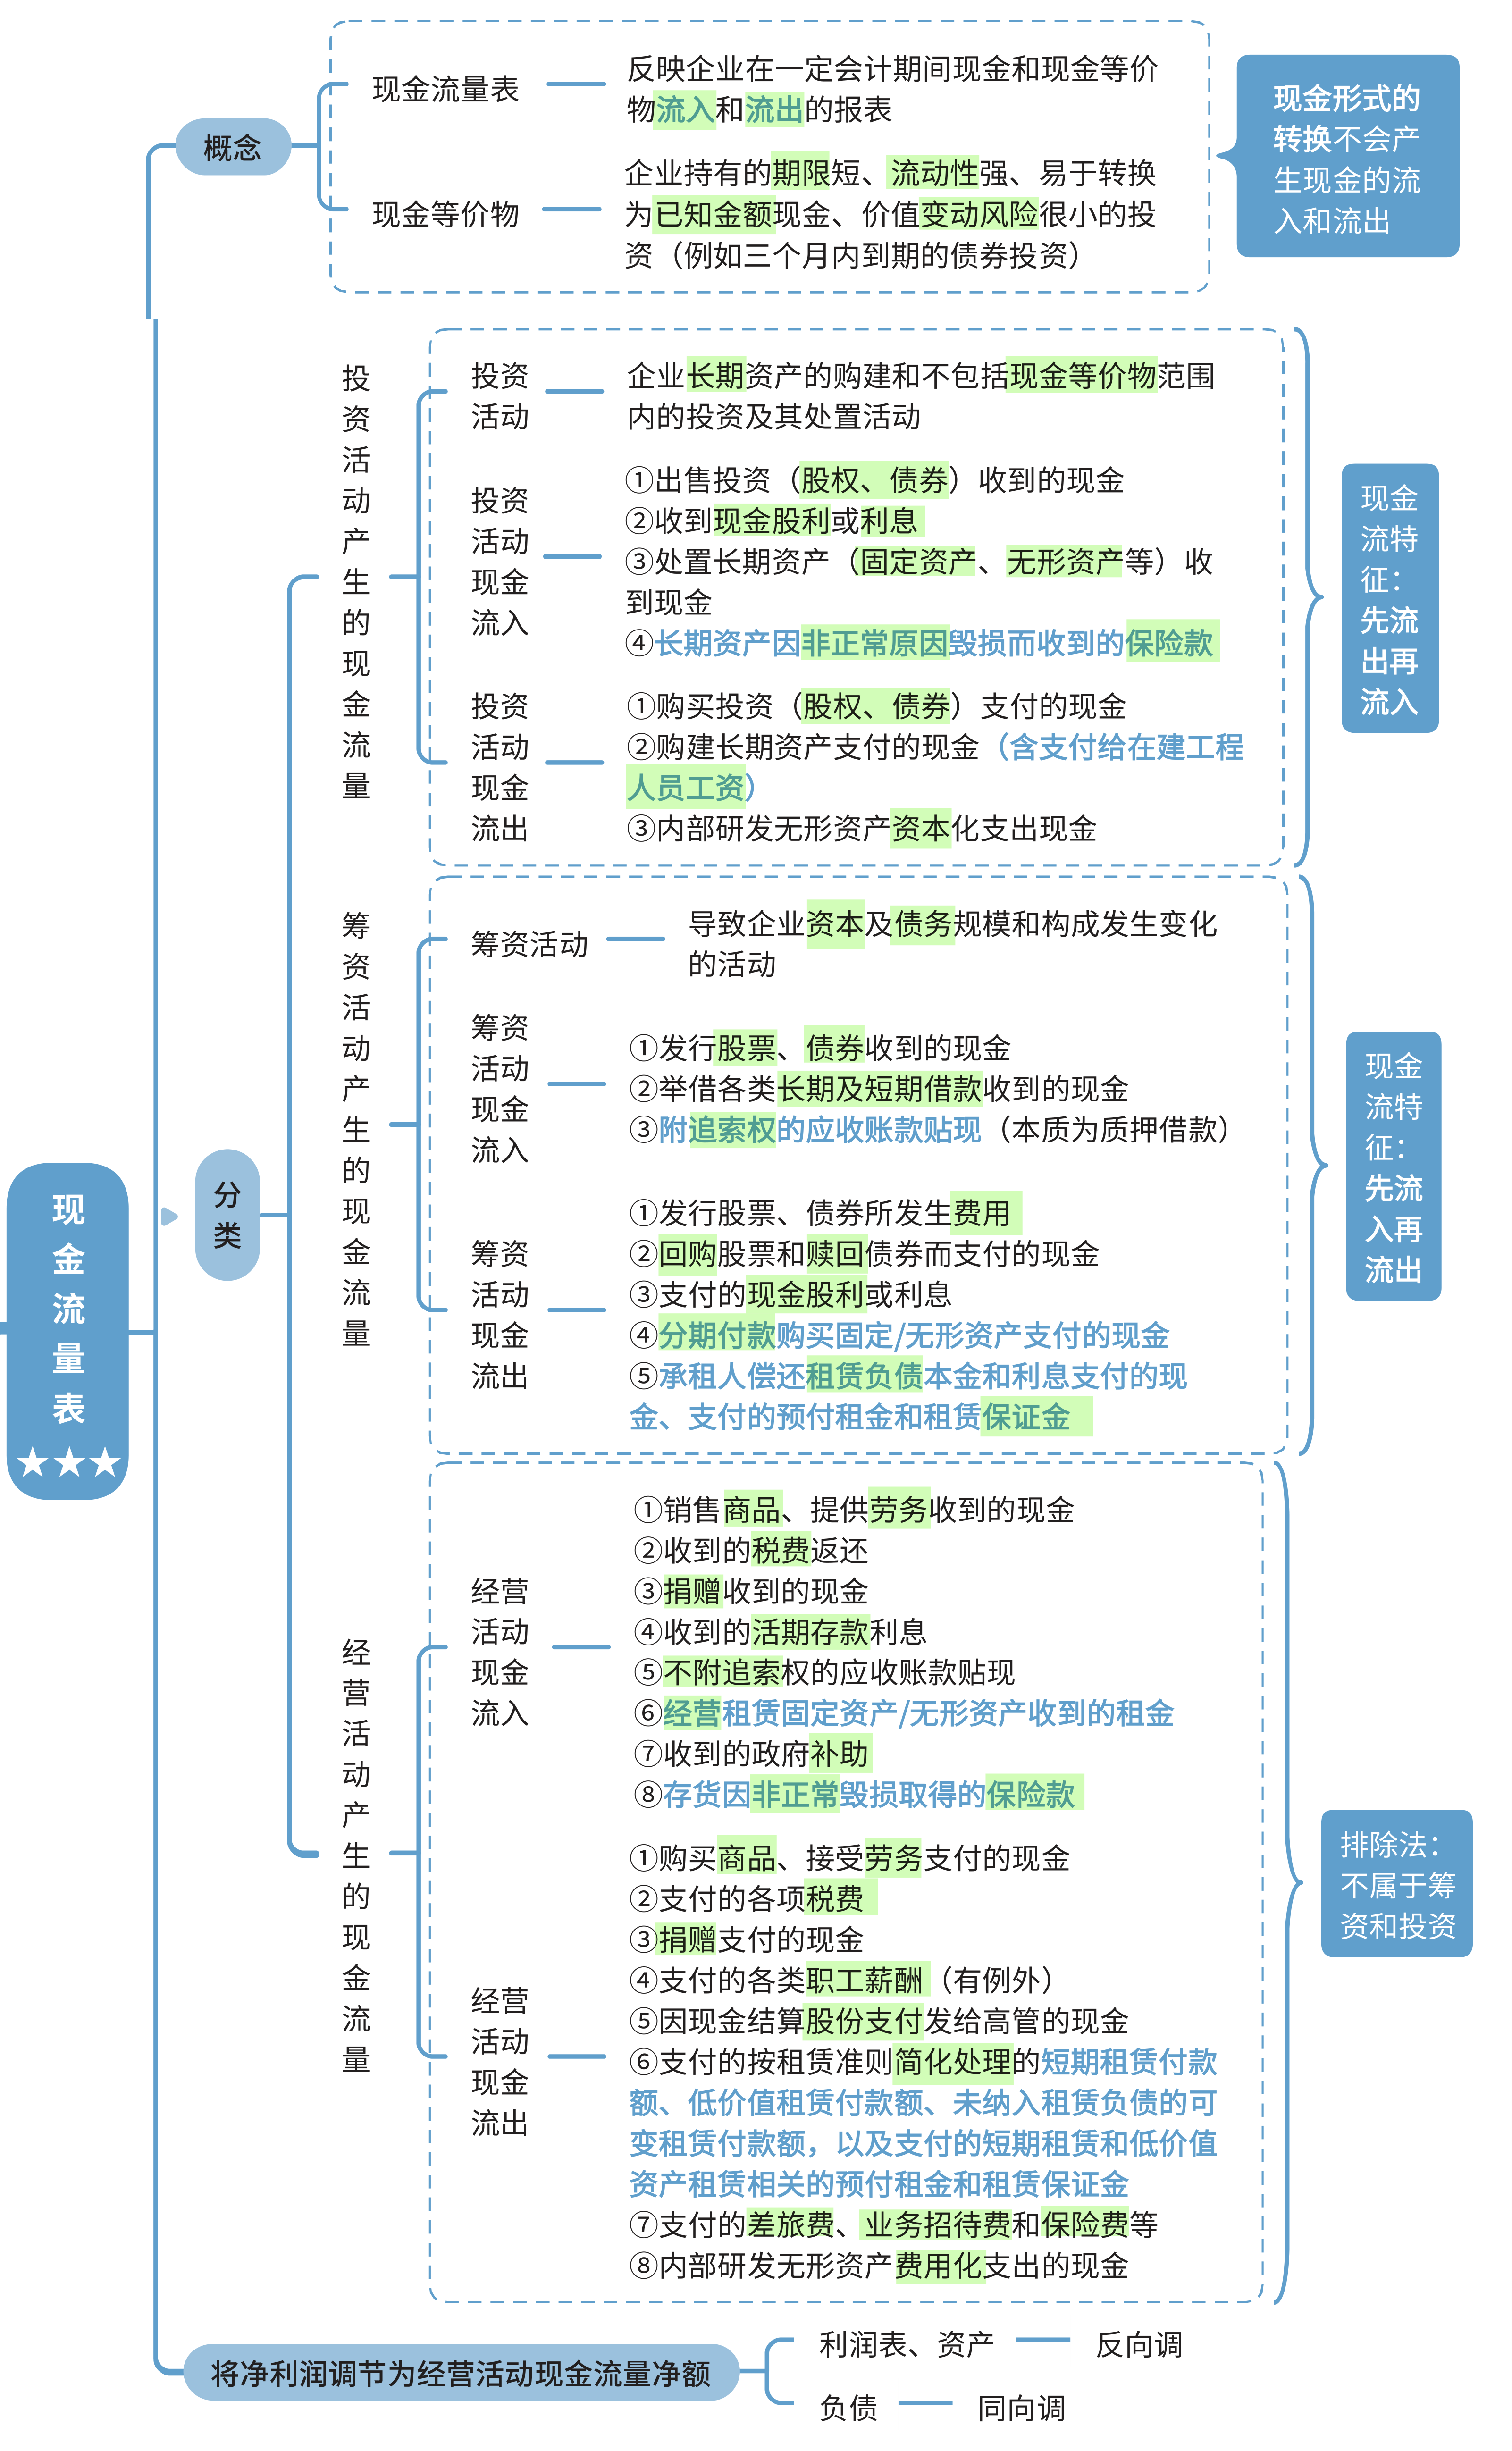 现金流量表
★★★
概念
现金流量表
反映企业在一定会计期间现金和现金等价
物流入和流出的报表
现金等价物
企业持有的期限短、流动性强、易于转换
为已知金额现金、价值变动风险很小的投
资（例如三个月内到期的债券投资）
现金形式的
转换不会产
生现金的流
入和流出
分类
投资活动产生的现金流量
投资
活动
企业长期资产的购建和不包括现金等价物范围
内的投资及其处置活动
投资
活动
现金
流入
①出售投资（股权、债券）收到的现金
②收到现金股利或利息
③处置长期资产（固定资产、无形资产等）收
到现金
④长期资产因非正常原因毁损而收到的保险款
投资
活动
现金
流出
①购买投资（股权、债券）支付的现金
②购建长期资产支付的现金（含支付给在建工程
人员工资）
③内部研发无形资产资本化支出现金
现金
流特
征：
先流
出再
流入
筹资活动产生的现金流量
筹资活动
导致企业资本及债务规模和构成发生变化
的活动
筹资
活动
现金
流入
①发行股票、债券收到的现金
②举借各类长期及短期借款收到的现金
③附追索权的应收账款贴现（本质为质押借款）
筹资
活动
现金
流出
①发行股票、债券所发生费用
②回购股票和赎回债券而支付的现金
③支付的现金股利或利息
④分期付款购买固定/无形资产支付的现金
⑤承租人偿还租赁负债本金和利息支付的现
金、支付的预付租金和租赁保证金
现金
流特
征：
先流
入再
流出
经营活动产生的现金流量
经营
活动
现金
流入
①销售商品、提供劳务收到的现金
②收到的税费返还
③捐赠收到的现金
④收到的活期存款利息
⑤不附追索权的应收账款贴现
⑥经营租赁固定资产/无形资产收到的租金
⑦收到的政府补助
⑧存货因非正常毁损取得的保险款
经营
活动
现金
流出
①购买商品、接受劳务支付的现金
②支付的各项税费
③捐赠支付的现金
④支付的各类职工薪酬（有例外）
⑤因现金结算股份支付发给高管的现金
⑥支付的按租赁准则简化处理的短期租赁付款
额、低价值租赁付款额、未纳入租赁负债的可
变租赁付款额，以及支付的短期租赁和低价值
资产租赁相关的预付租金和租赁保证金
⑦支付的差旅费、业务招待费和保险费等
⑧内部研发无形资产费用化支出的现金
排除法：
不属于筹
资和投资
将净利润调节为经营活动现金流量净额
利润表、资产
反向调
负债
同向调